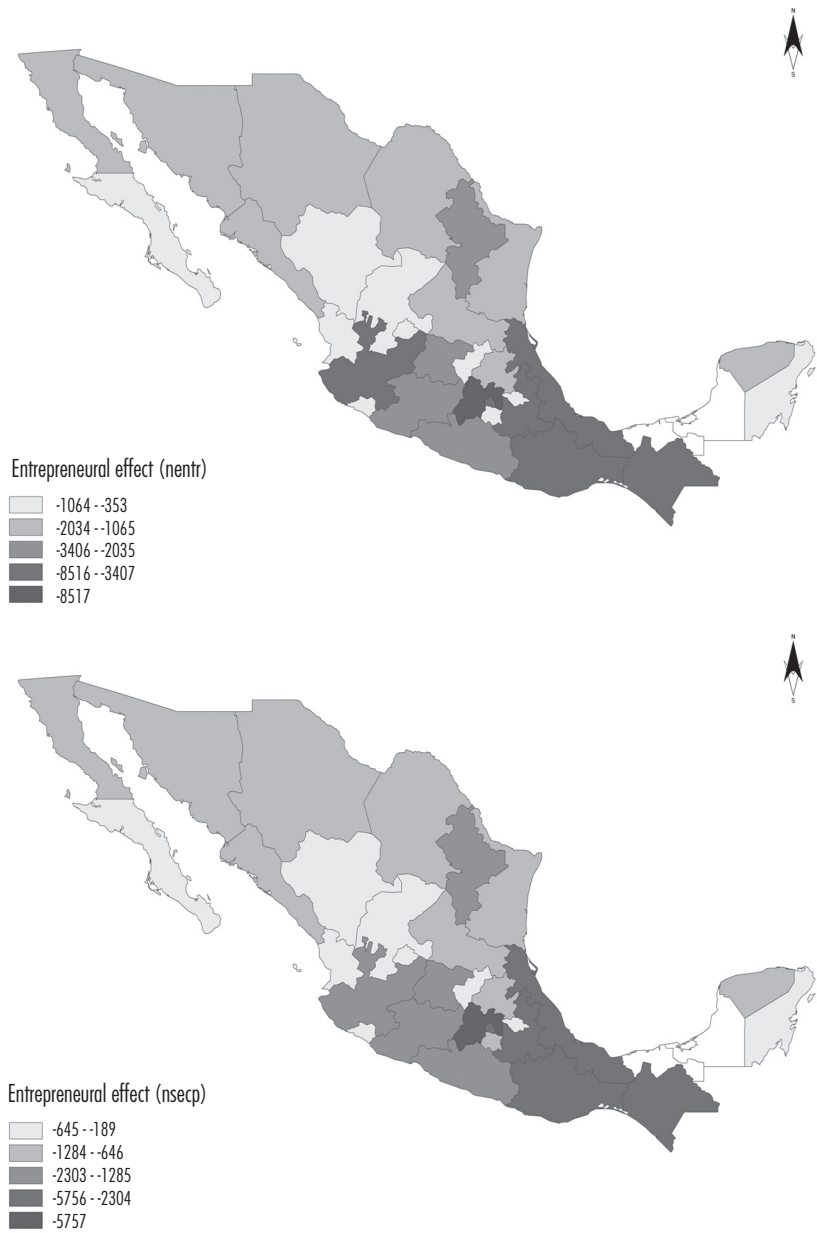 N
S
Entrepreneural effect (nentr)
-1064 - -353
-2034 - -1065
-3406 - -2035
-8516 - -3407
-8517
N
S
Entrepreneural effect (nsecp)
-645 - -189
-1284 - -646
-2303 - -1285
-5756 - -2304
-5757